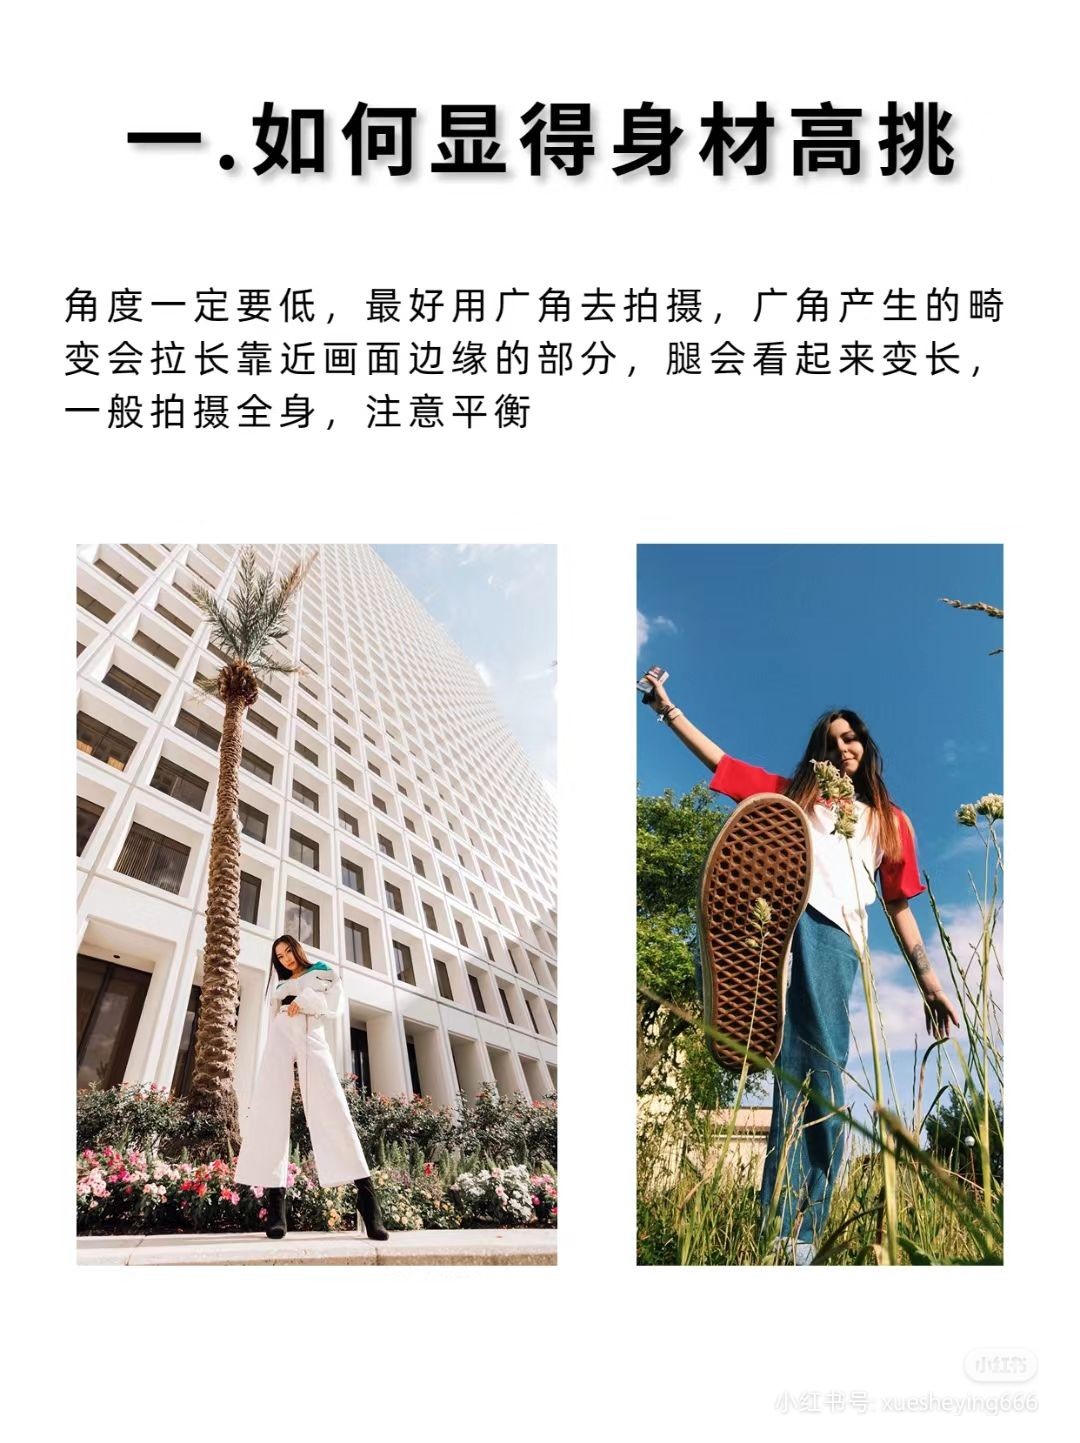 一.如何显得身材高挑
角度一定要低，最好用广角去拍摄，广角产生的畸
变会拉长靠近画面边缘的部分，腿会看起来变长，
一般拍摄全身，注意平衡
小红书
小红书号: xuesheying666